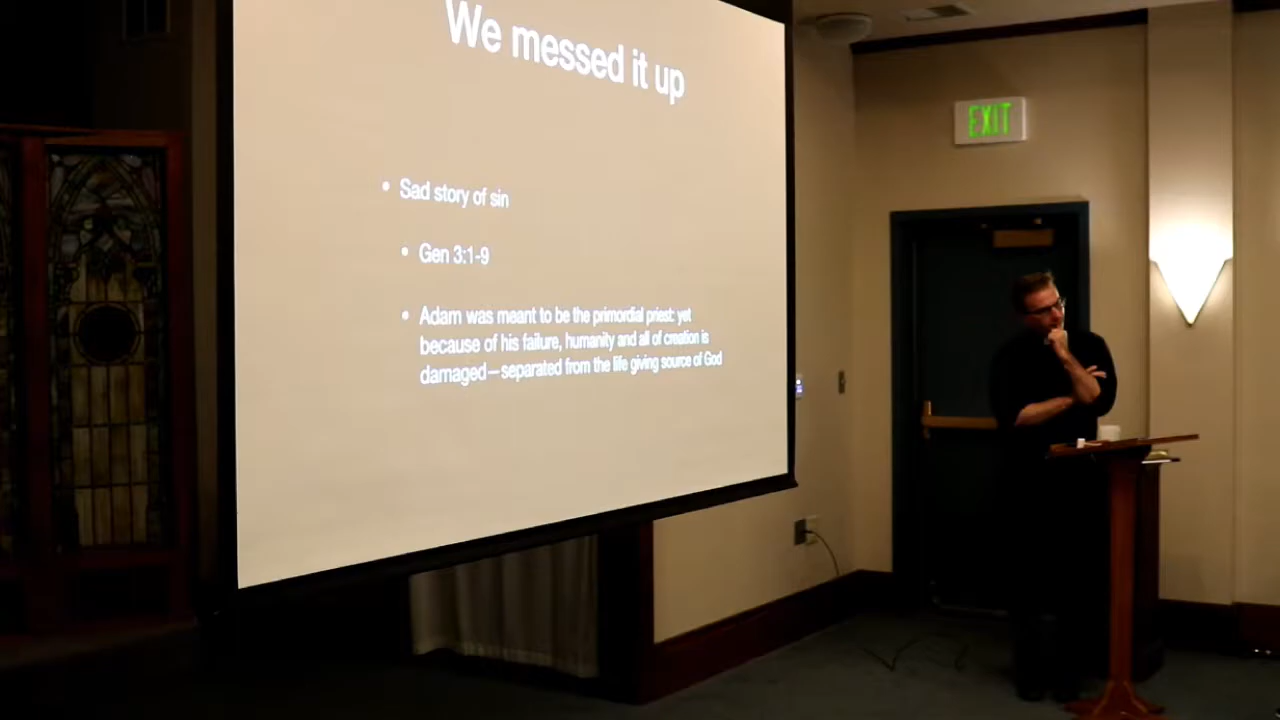 We messed it up
• Sad story of sin
• Gen 3:1-9
• Adam was meant to be the primordial priest: yet
because of his failure, humanity and all of creation is
damaged—separated from the life giving source of God
EXIT